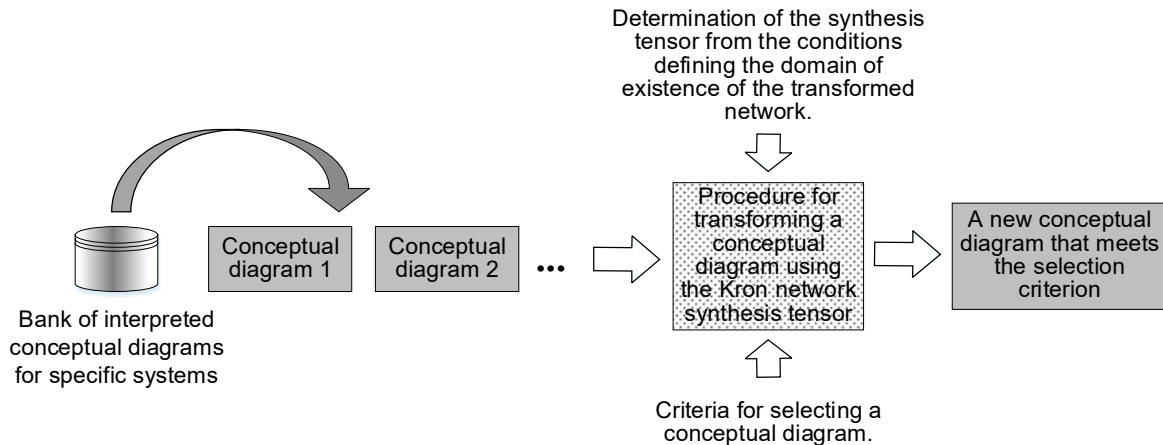 Determination of the synthesis
tensor from the conditions
defining the domain of
existence of the transformed
network.
Conceptual
diagram 1
Conceptual
diagram 2
...
Procedure for
transforming a
conceptual
diagram using
the Kron network
synthesis tensor
A new conceptual
diagram that meets
the selection
criterion
Bank of interpreted
conceptual diagrams
for specific systems
Criteria for selecting a
conceptual diagram.